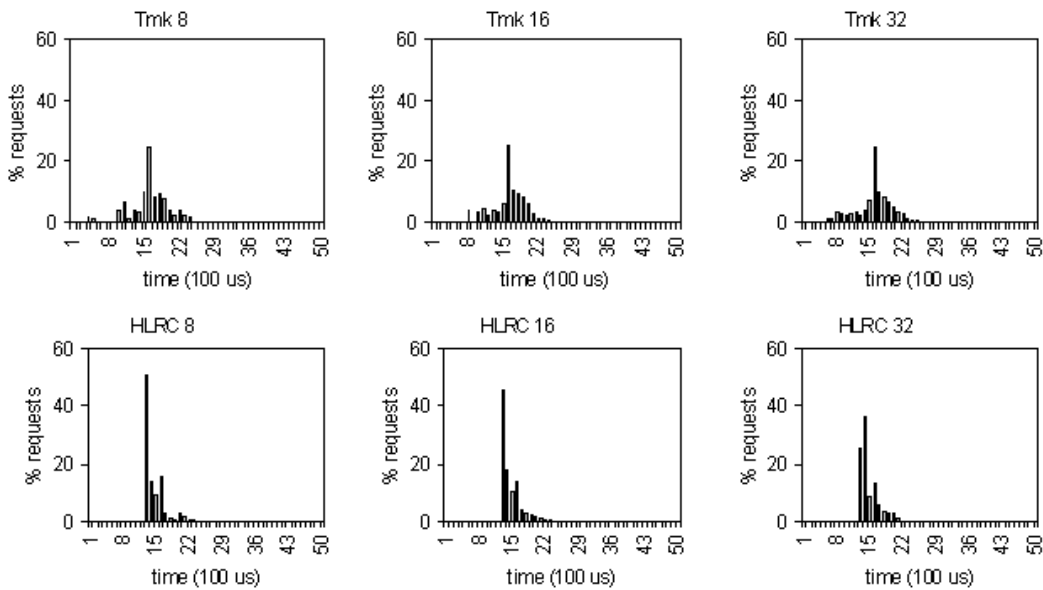 Tmk 8
60
40
20
0
% requests
1 8 15 22 29 36 43 50
time (100 us)
Tmk 16
60
40
20
0
% requests
1 8 15 22 29 36 43 50
time (100 us)
Tmk 32
60
40
20
0
% requests
1 8 15 22 29 36 43 50
time (100 us)
HLRC 8
60
40
20
0
% requests
1 8 15 22 29 36 43 50
time (100 us)
HLRC 16
60
40
20
0
% requests
1 8 15 22 29 36 43 50
time (100 us)
HLRC 32
60
40
20
0
% requests
1 8 15 22 29 36 43 50
time (100 us)